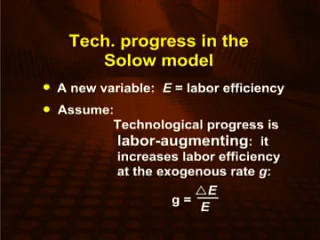 Tech. progress in the
Solow model
• A new variable: E = labor efficiency
• Assume:
Technological progress is
labor-augmenting: it
increases labor efficiency
at the exogenous rate g:
g = △E / E